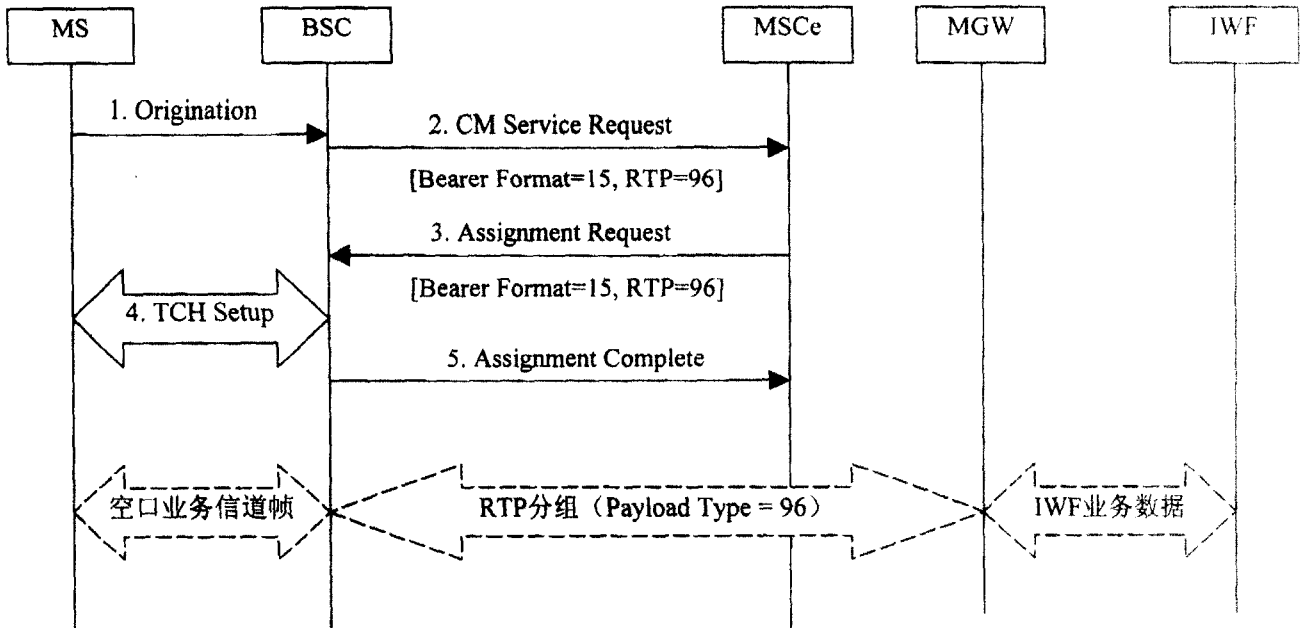 MS
BSC
MSCe
MGW
IWF
1. Origination
2. CM Service Request
[Bearer Format=15, RTP=96]
3. Assignment Request
[Bearer Format=15, RTP=96]
4. TCH Setup
5. Assignment Complete
空口业务信道帧
RTP分组（Payload Type = 96）
IWF业务数据